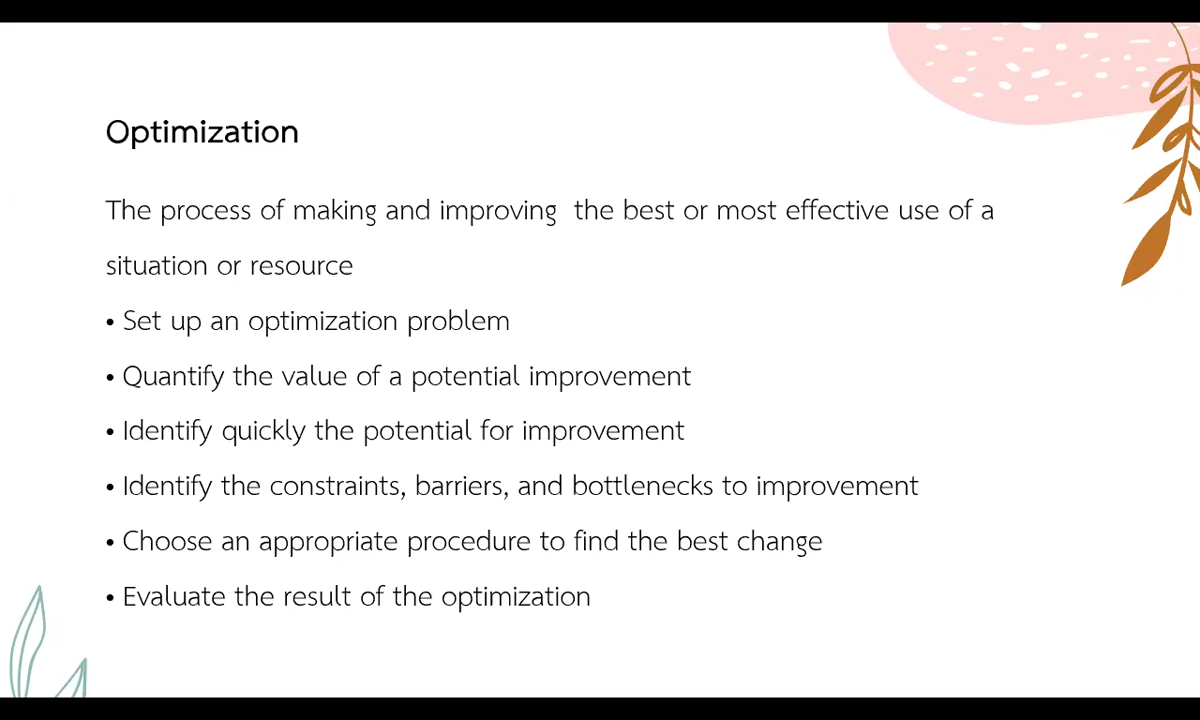 Optimization
The process of making and improving  the best or most effective use of a
situation or resource
• Set up an optimization problem
• Quantify the value of a potential improvement
• Identify quickly the potential for improvement
• Identify the constraints, barriers, and bottlenecks to improvement
• Choose an appropriate procedure to find the best change
• Evaluate the result of the optimization